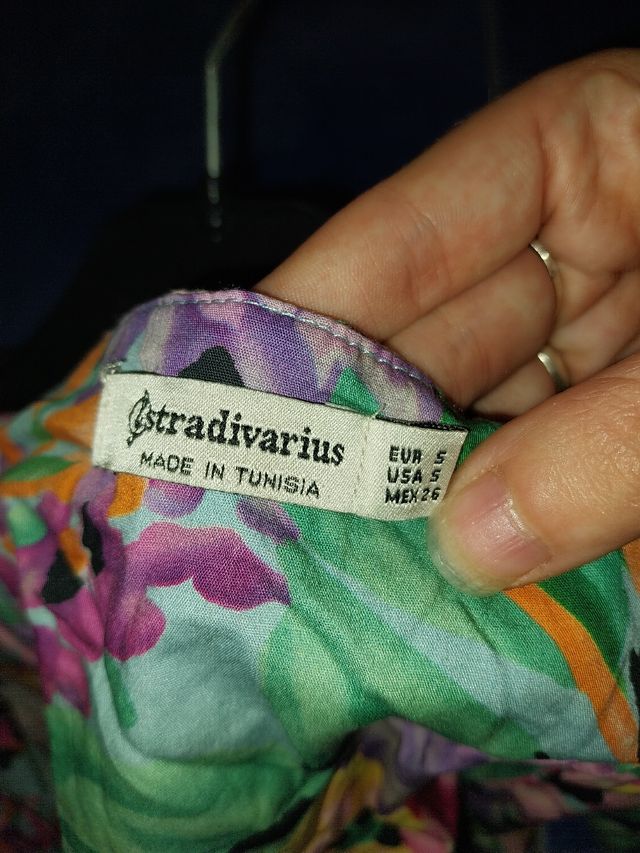 stradivarius
MADE IN TUNISIA
EUR S
USA S
MEX 26